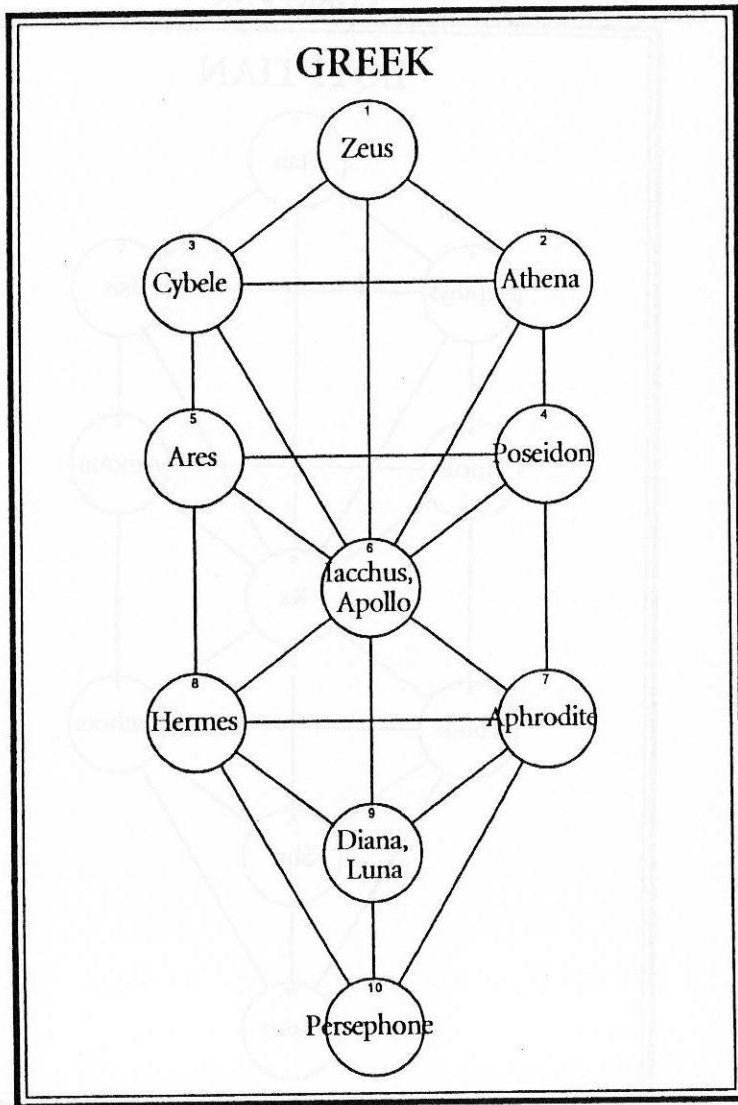 GREEK
1
Zeus
3
Cybele
2
Athena
5
Ares
4
Poseidon
6
Iacchus,
Apollo
8
Hermes
7
Aphrodite
9
Diana,
Luna
10
Persephone